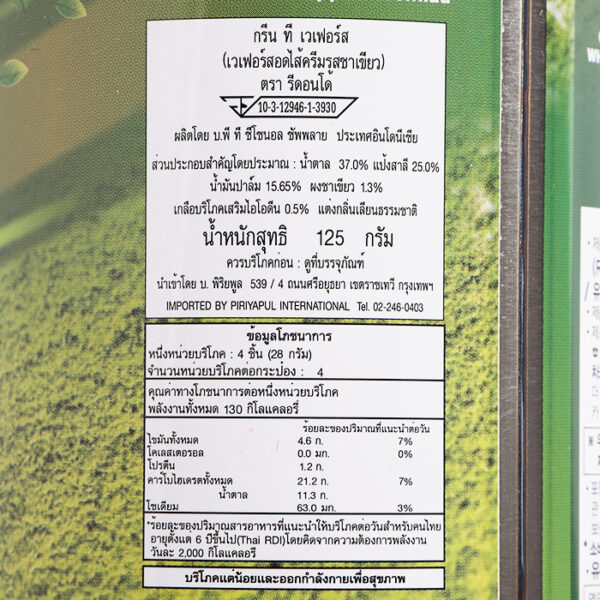 กรีน ที เวเฟอร์ส
(เวเฟอร์สอดไส้ครีมรสชาเขียว)
ตรา รีดอนโด้
10-3-12946-1-3930
ผลิตโดย บ.พี ที ชีโชนอล ซัพพลาย ประเทศอินโดนีเชีย
ส่วนประกอบสำคัญโดยประมาณ : น้ำตาล 37.0% แป้งสาลี 25.0%
น้ำมันปาล์ม 15.65% ผงชาเขียว 1.3%
เกลือบริโภคเสริมไอโอดีน 0.5% แต่งกลิ่นเลียนธรรมชาติ
น้ำหนักสุทธิ 125 กรัม
ควรบริโภคก่อน : ดูที่บรรจุภัณฑ์
นำเข้าโดย บ. พิริยพูล 539 / 4 ถนนศรีอยุธยา เขตราชเทวี กรุงเทพฯ
IMPORTED BY PIRIYAPUL INTERNATIONAL Tel. 02-246-0403
ข้อมูลโภชนาการ
หนึ่งหน่วยบริโภค : 4 ชิ้น (28 กรัม)
จำนวนหน่วยบริโภคต่อกระป๋อง : 4
คุณค่าทางโภชนาการต่อหนึ่งหน่วยบริโภค
พลังงานทั้งหมด 130 กิโลแคลอรี่
ร้อยละของปริมาณที่แนะนำต่อวัน
ไขมันทั้งหมด 4.6 ก. 7%
โคเลสเตอรอล 0.0 มก. 0%
โปรตีน 1.2 ก.
คาร์โบไฮเดรตทั้งหมด 21.2 ก. 7%
น้ำตาล 11.3 ก.
โซเดียม 63.0 มก. 3%
*ร้อยละของปริมาณสารอาหารที่แนะนำให้บริโภคต่อวันสำหรับคนไทย
อายุตั้งแต่ 6 ปีขึ้นไป(Thai RDI)โดยคิดจากความต้องการพลังงาน
วันละ 2,000 กิโลแคลอรี่
บริโภคแต่น้อยและออกกำลังกายเพื่อสุขภาพ